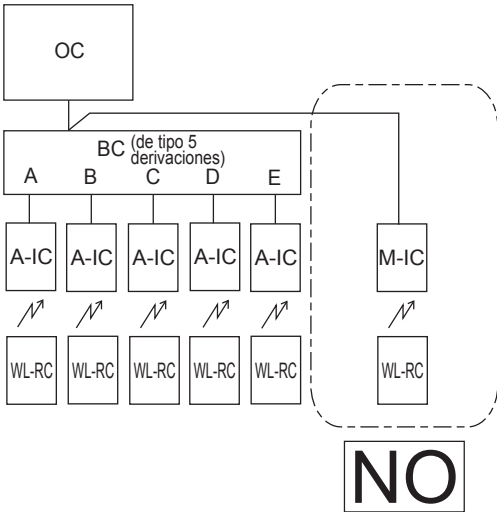 OC
BC (de tipo 5
derivaciones)
A B C D E
A-IC A-IC A-IC A-IC A-IC M-IC
WL-RC WL-RC WL-RC WL-RC WL-RC WL-RC
NO